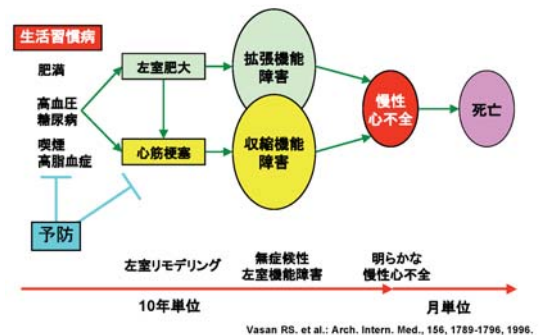 生活習慣病
肥満
高血圧
糖尿病
喫煙
高脂血症
予防
左室肥大
心筋梗塞
拡張機能
障害
収縮機能
障害
慢性
心不全
死亡
左室リモデリング
無症候性
左室機能障害
明らかな
慢性心不全
10年単位
月単位
Vasan RS. et al.: Arch. Intern. Med., 156, 1789-1796, 1996.